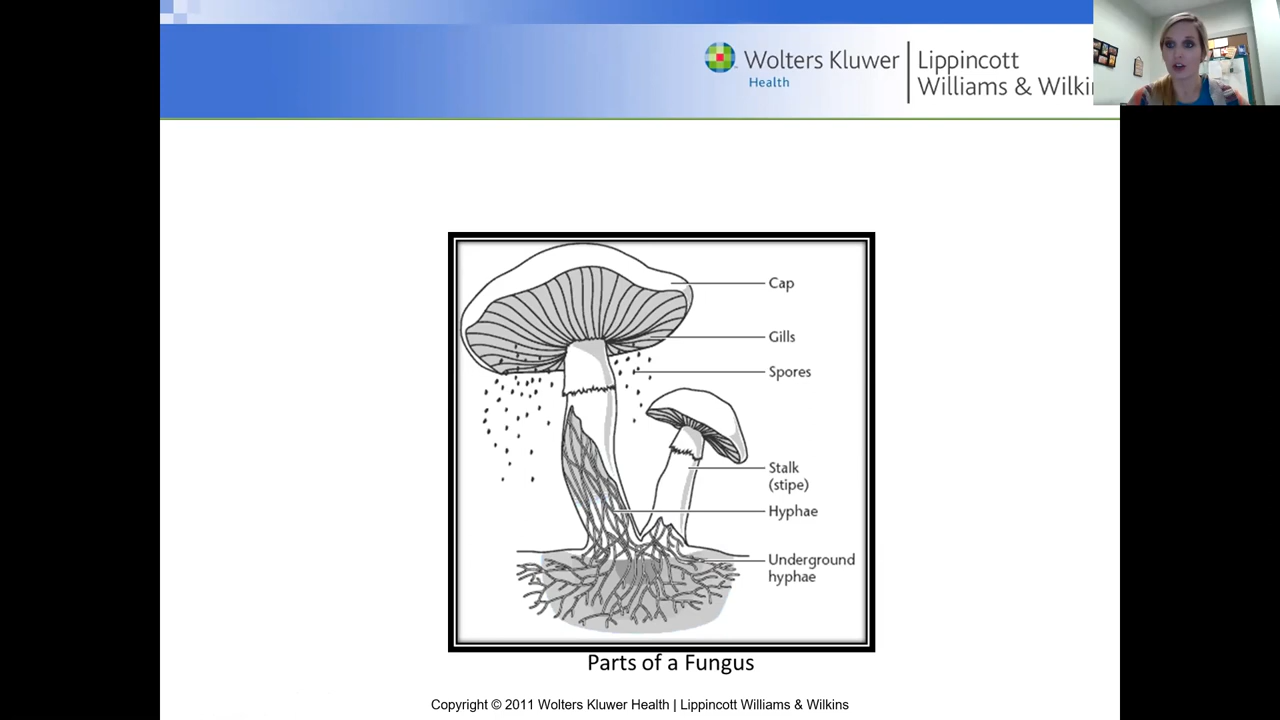 Wolters Kluwer
Health
Lippincott
Williams & Wilki
Cap
Gills
Spores
Stalk
(stipe)
Hyphae
Underground
hyphae
Parts of a Fungus
Copyright © 2011 Wolters Kluwer Health | Lippincott Williams & Wilkins